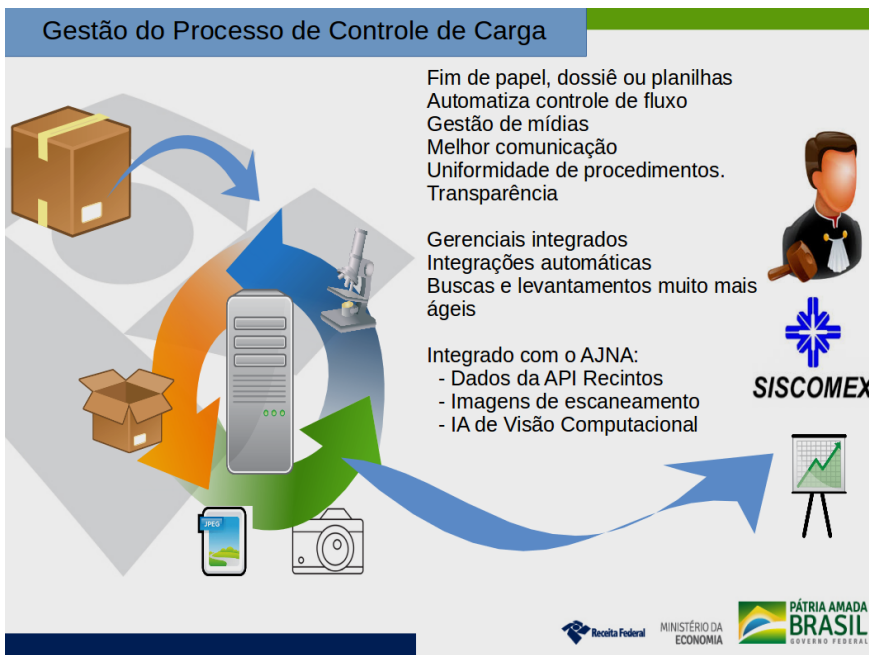 Gestão do Processo de Controle de Carga
Fim de papel, dossiê ou planilhas
Automatiza controle de fluxo
Gestão de mídias
Melhor comunicação
Uniformidade de procedimentos.
Transparência
Gerenciais integrados
Integrações automáticas
Buscas e levantamentos muito mais
ágeis
Integrado com o AJNA:
- Dados da API Recintos
- Imagens de escaneamento
- IA de Visão Computacional
SISCOMEX
JPEG
Receita Federal
MINISTÉRIO DA
ECONOMIA
PÁTRIA AMADA
BRASIL
GOVERNO FEDERAL